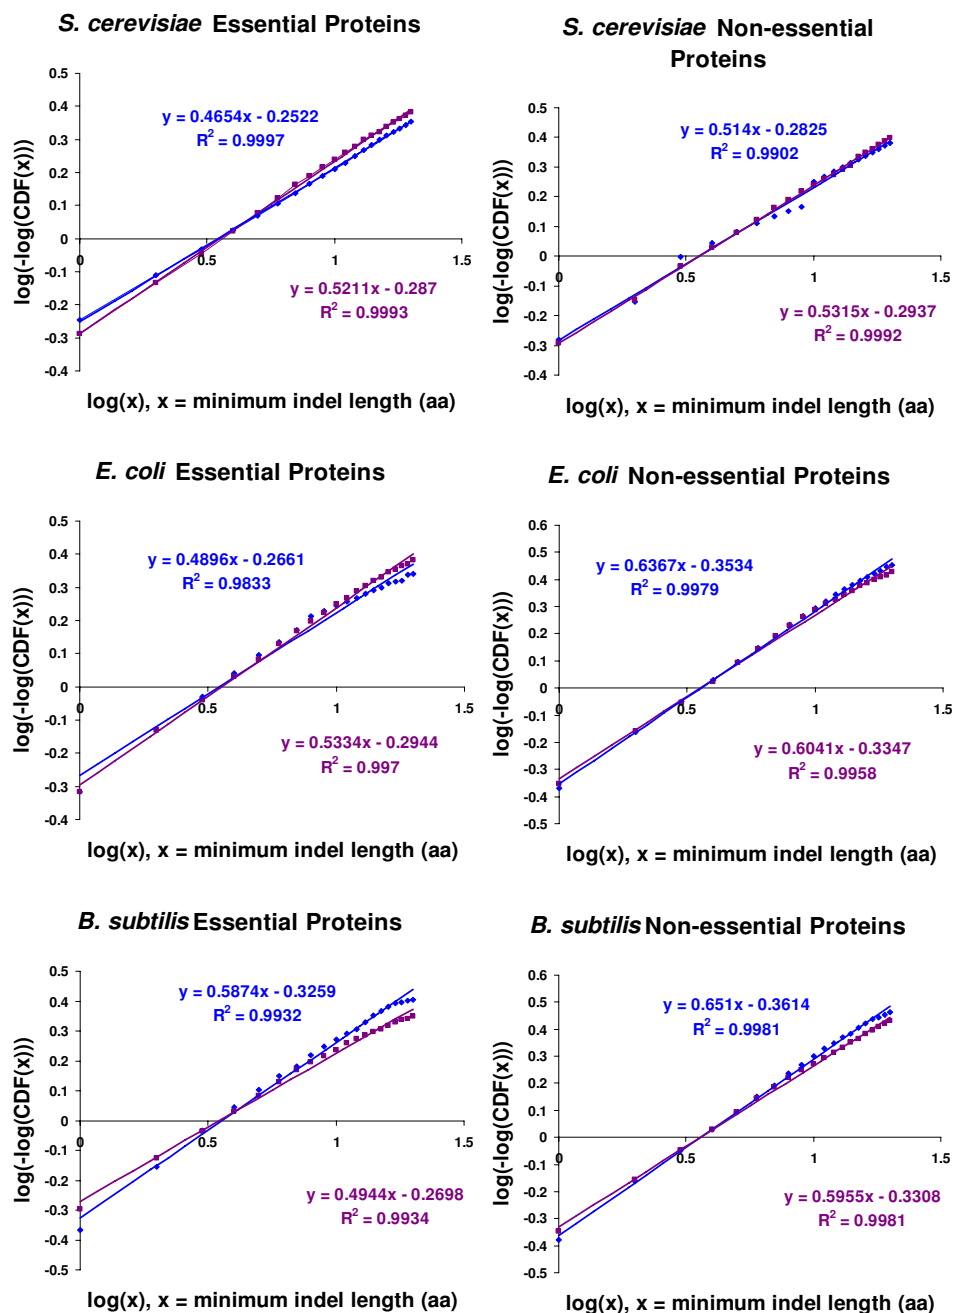 S. cerevisiae Essential Proteins
0.5
0.4
0.3
0.2
0.1
0
-0.1
-0.2
-0.3
-0.4
0
0.5
1
1.5
y = 0.4654x - 0.2522
R2 = 0.9997
y = 0.5211x - 0.287
R2 = 0.9993
log(-log(CDF(x)))
log(x), x = minimum indel length (aa)
S. cerevisiae Non-essential
Proteins
0.5
0.4
0.3
0.2
0.1
0
-0.1
-0.2
-0.3
-0.4
0
0.5
1
1.5
y = 0.514x - 0.2825
R2 = 0.9902
y = 0.5315x - 0.2937
R2 = 0.9992
log(-log(CDF(x)))
log(x), x = minimum indel length (aa)
E. coli Essential Proteins
0.5
0.4
0.3
0.2
0.1
0
-0.1
-0.2
-0.3
-0.4
0
0.5
1
1.5
y = 0.4896x - 0.2661
R2 = 0.9833
y = 0.5334x - 0.2944
R2 = 0.997
log(-log(CDF(x)))
log(x), x = minimum indel length (aa)
E. coli Non-essential Proteins
0.6
0.5
0.4
0.3
0.2
0.1
0
-0.1
-0.2
-0.3
-0.4
-0.5
0
0.5
1
1.5
y = 0.6367x - 0.3534
R2 = 0.9979
y = 0.6041x - 0.3347
R2 = 0.9958
log(-log(CDF(x)))
log(x), x = minimum indel length (aa)
B. subtilis Essential Proteins
0.5
0.4
0.3
0.2
0.1
0
-0.1
-0.2
-0.3
-0.4
-0.5
0
0.5
1
1.5
y = 0.5874x - 0.3259
R2 = 0.9932
y = 0.4944x - 0.2698
R2 = 0.9934
log(-log(CDF(x)))
log(x), x = minimum indel length (aa)
B. subtilis Non-essential Proteins
0.6
0.5
0.4
0.3
0.2
0.1
0
-0.1
-0.2
-0.3
-0.4
-0.5
0
0.5
1
1.5
y = 0.651x - 0.3614
R2 = 0.9981
y = 0.5955x - 0.3308
R2 = 0.9981
log(-log(CDF(x)))
log(x), x = minimum indel length (aa)